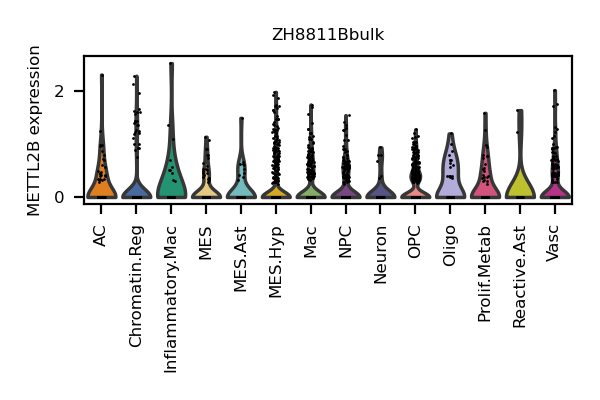 ZH8811Bbulk
METTL2B expression
2
0
AC
Chromatin.Reg
Inflammatory.Mac
MES
MES.Ast
MES.Hyp
Mac
NPC
Neuron
OPC
Oligo
Prolif.Metab
Reactive.Ast
Vasc